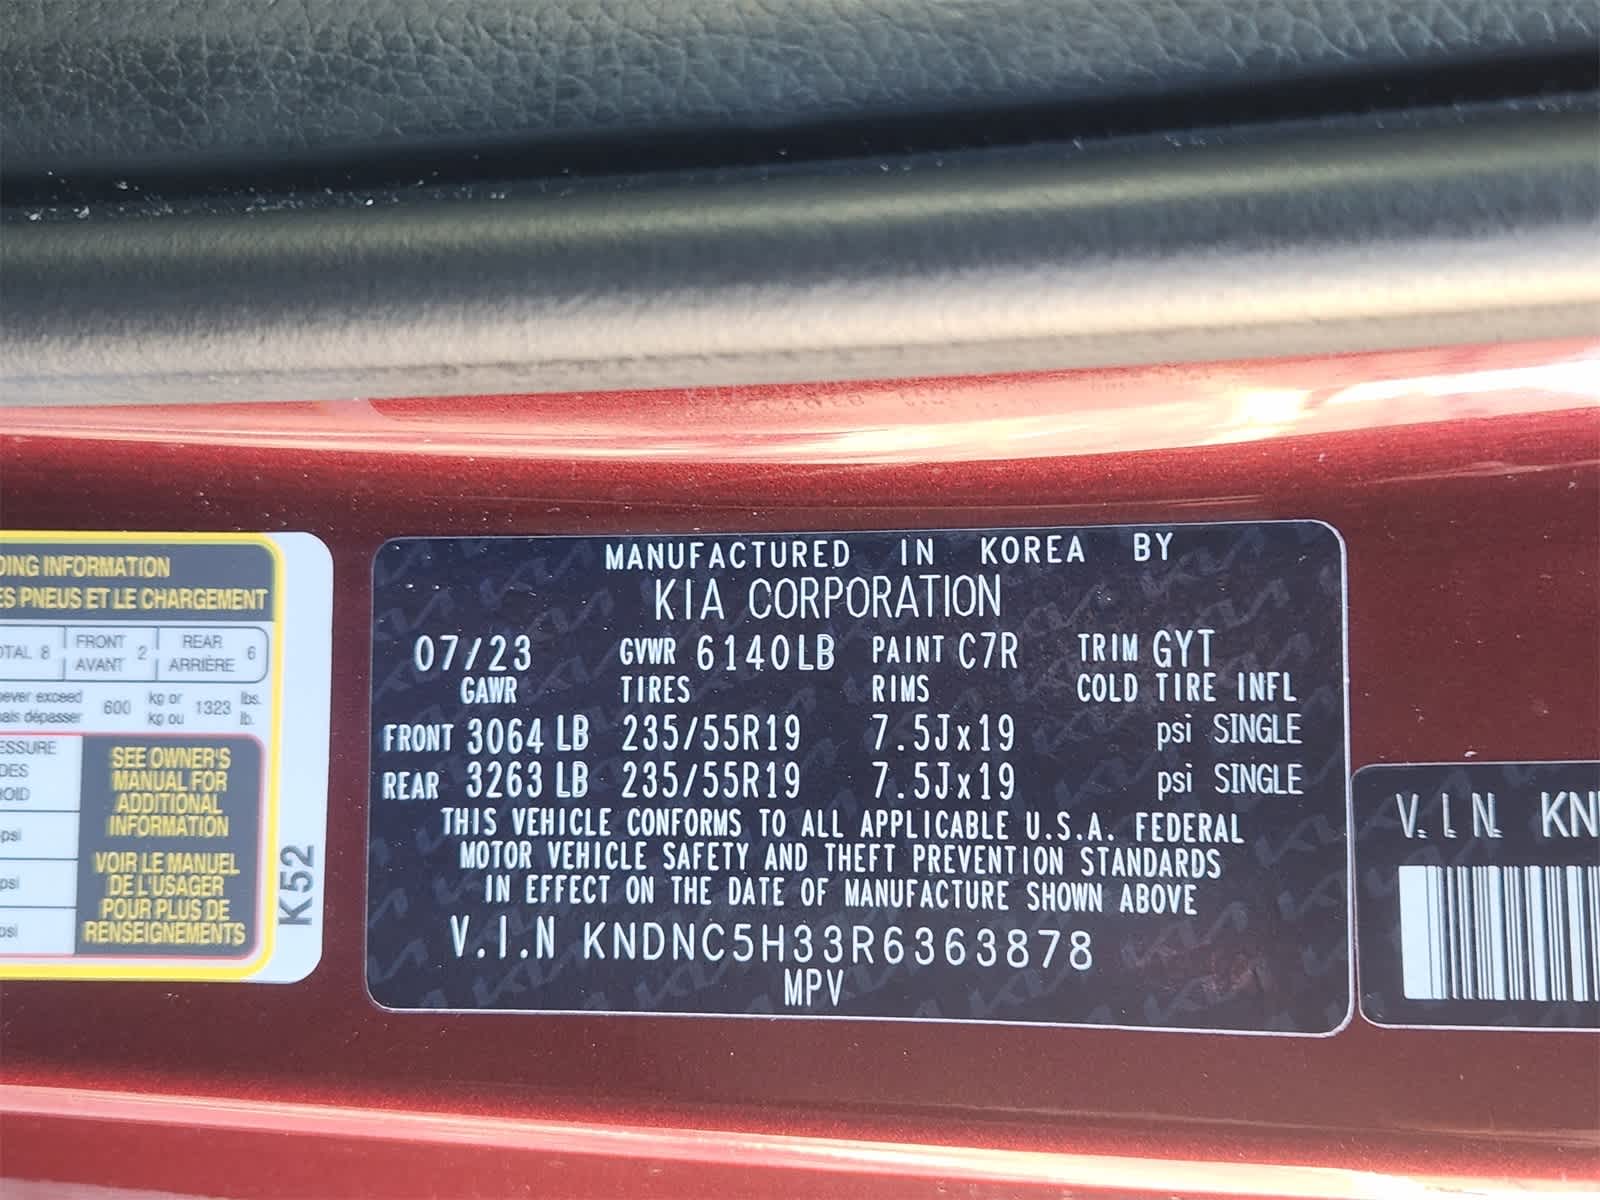 DING INFORMATION
ES PNEUS ET LE CHARGEMENT
TOTAL 8 FRONT AVANT 2 REAR ARRIÈRE 6
never exceed 600 kg or 1323 lbs.
mais dépasser kg ou lb.
ESSURE
DES
ROID
psi
psi
psi
SEE OWNER'S
MANUAL FOR
ADDITIONAL
INFORMATION
VOIR LE MANUEL
DE L'USAGER
POUR PLUS DE
RENSEIGNEMENTS
K52
MANUFACTURED IN KOREA BY
KIA CORPORATION
07/23 GVWR 6140LB PAINT C7R TRIM GYT
GAWR TIRES RIMS COLD TIRE INFL
FRONT 3064 LB 235/55R19 7.5Jx19 psi SINGLE
REAR 3263 LB 235/55R19 7.5Jx19 psi SINGLE
THIS VEHICLE CONFORMS TO ALL APPLICABLE U.S.A. FEDERAL
MOTOR VEHICLE SAFETY AND THEFT PREVENTION STANDARDS
IN EFFECT ON THE DATE OF MANUFACTURE SHOWN ABOVE
V.I.N KNDNC5H33R6363878
MPV
V.I.N. KN